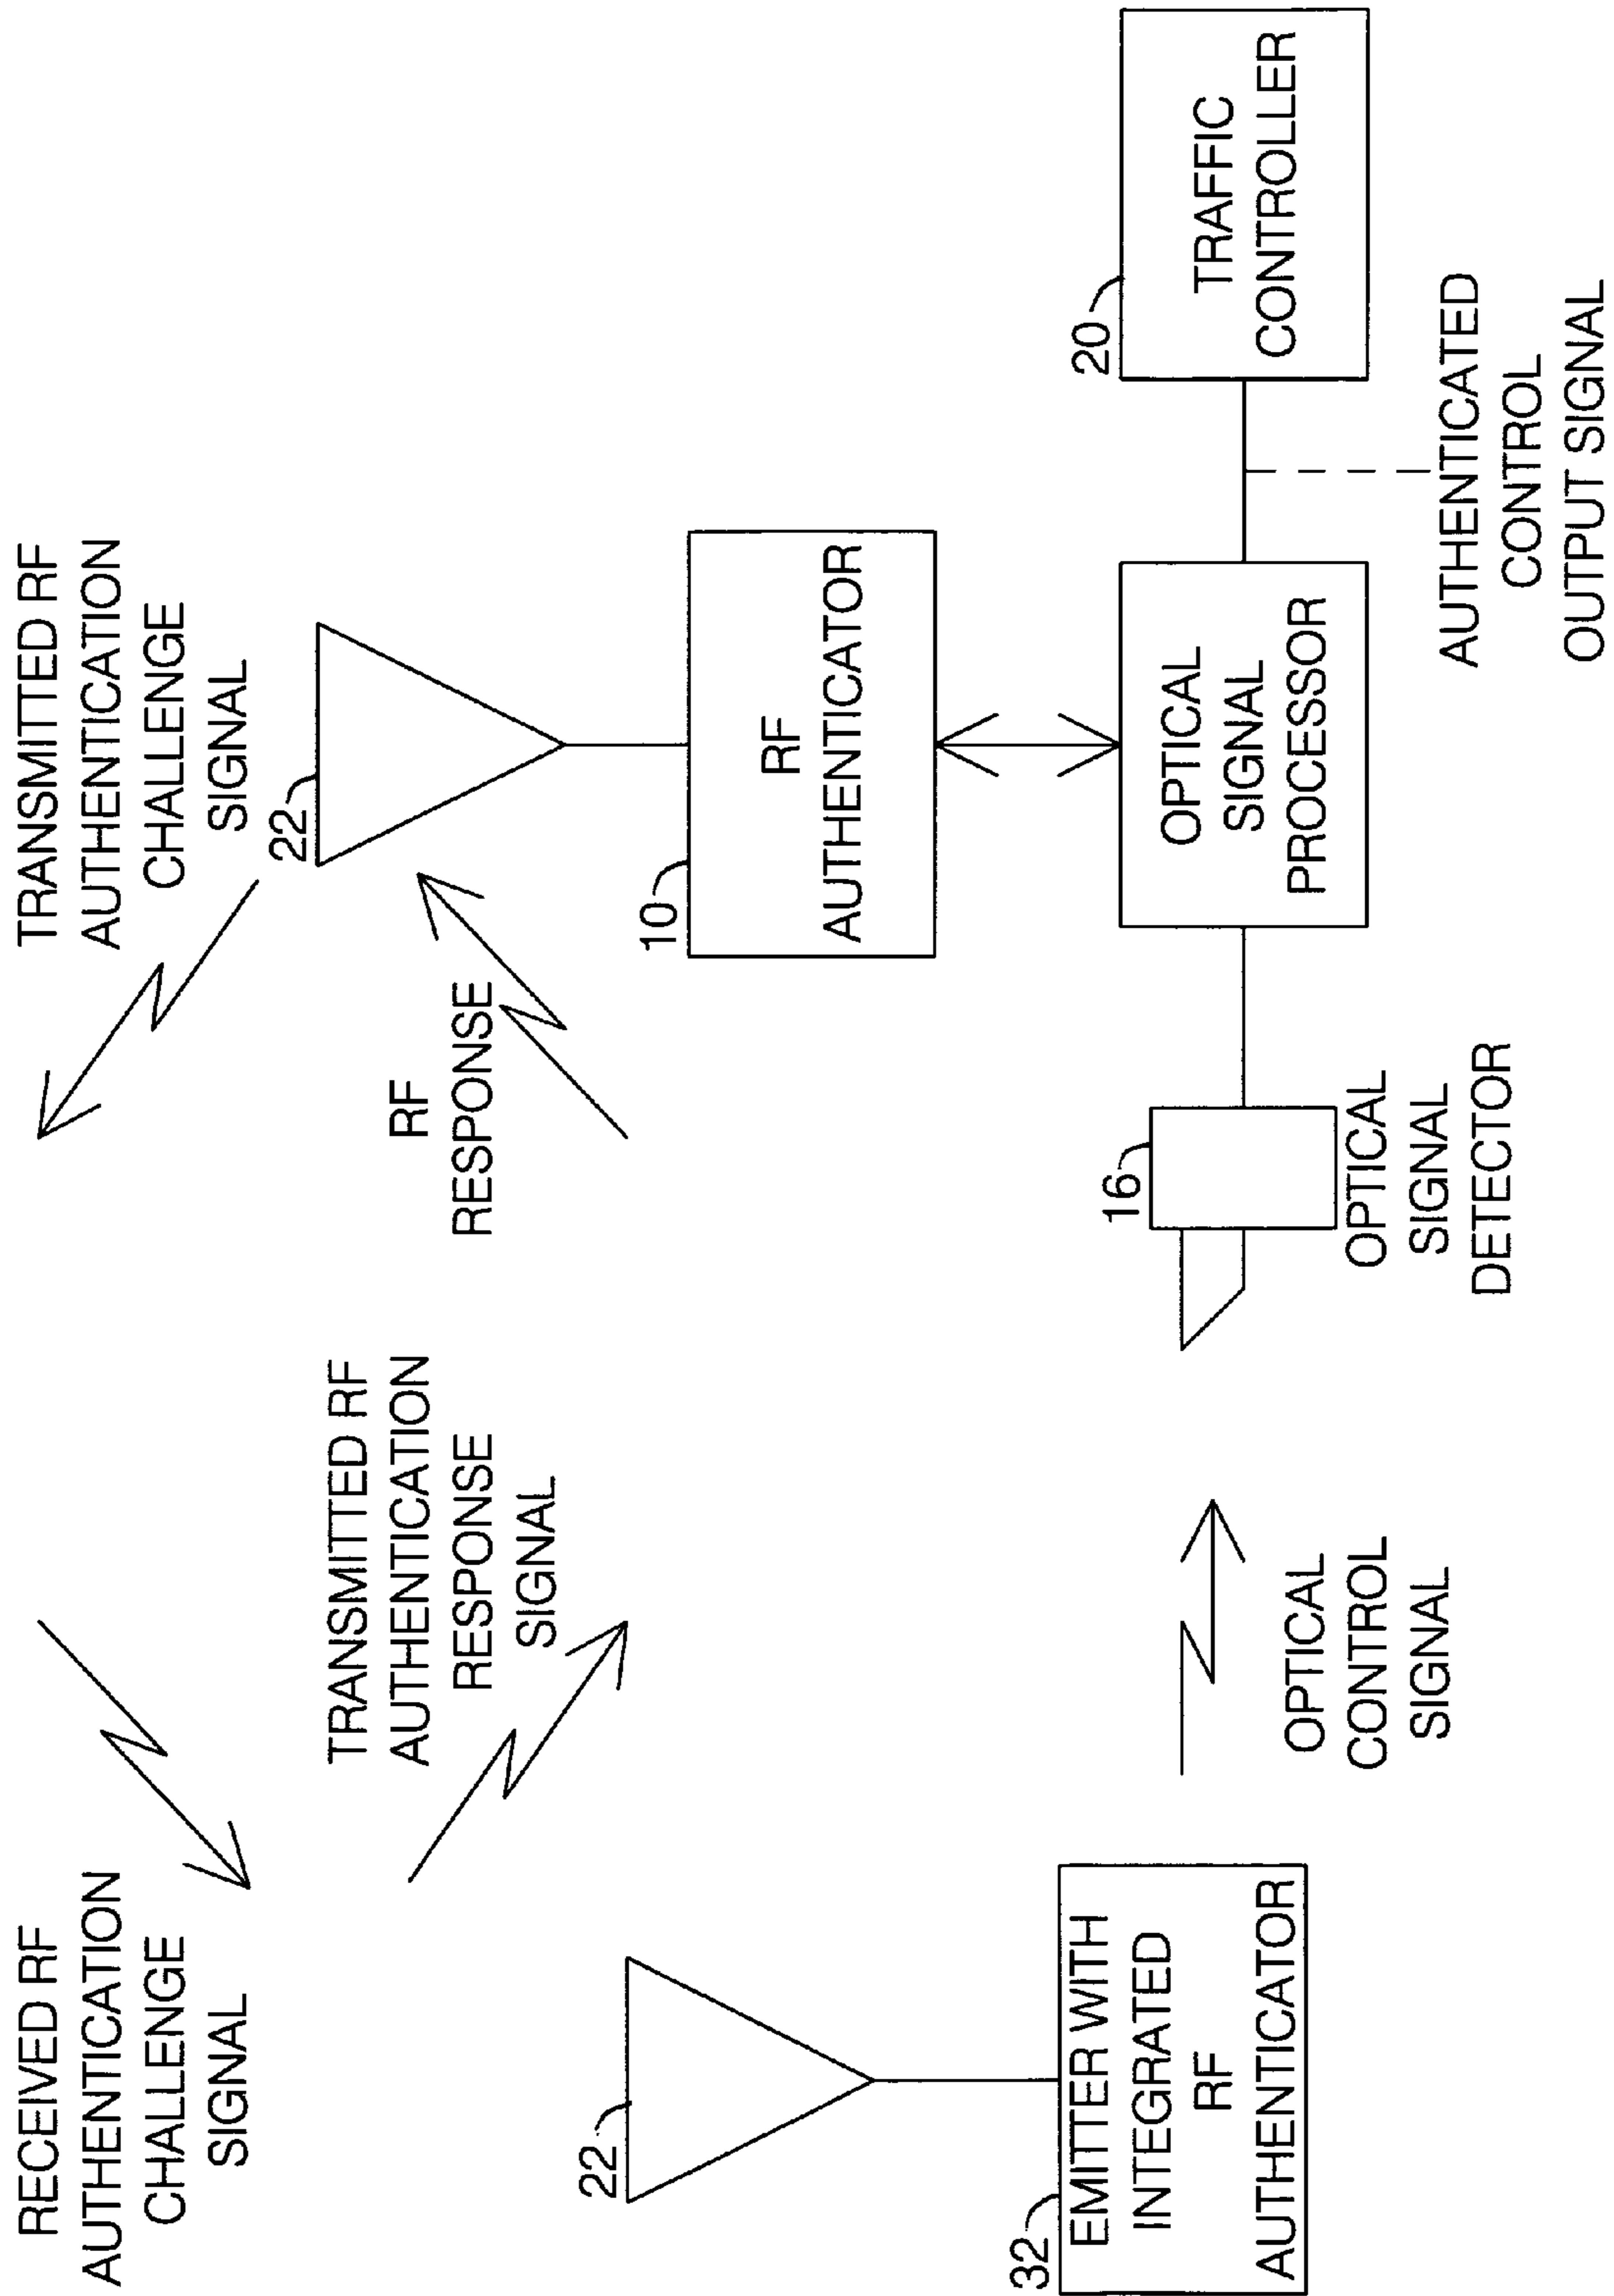 RECEIVED RF
AUTHENTICATION
CHALLENGE
SIGNAL
TRANSMITTED RF
AUTHENTICATION
CHALLENGE
SIGNAL
TRANSMITTED RF
AUTHENTICATION
RESPONSE
SIGNAL
RF
RESPONSE
22
22
10
RF
AUTHENTICATOR
32
EMITTER WITH
INTEGRATED
RF
AUTHENTICATOR
OPTICAL
CONTROL
SIGNAL
16
OPTICAL
SIGNAL
DETECTOR
OPTICAL
SIGNAL
PROCESSOR
20
TRAFFIC
CONTROLLER
AUTHENTICATED
CONTROL
OUTPUT SIGNAL